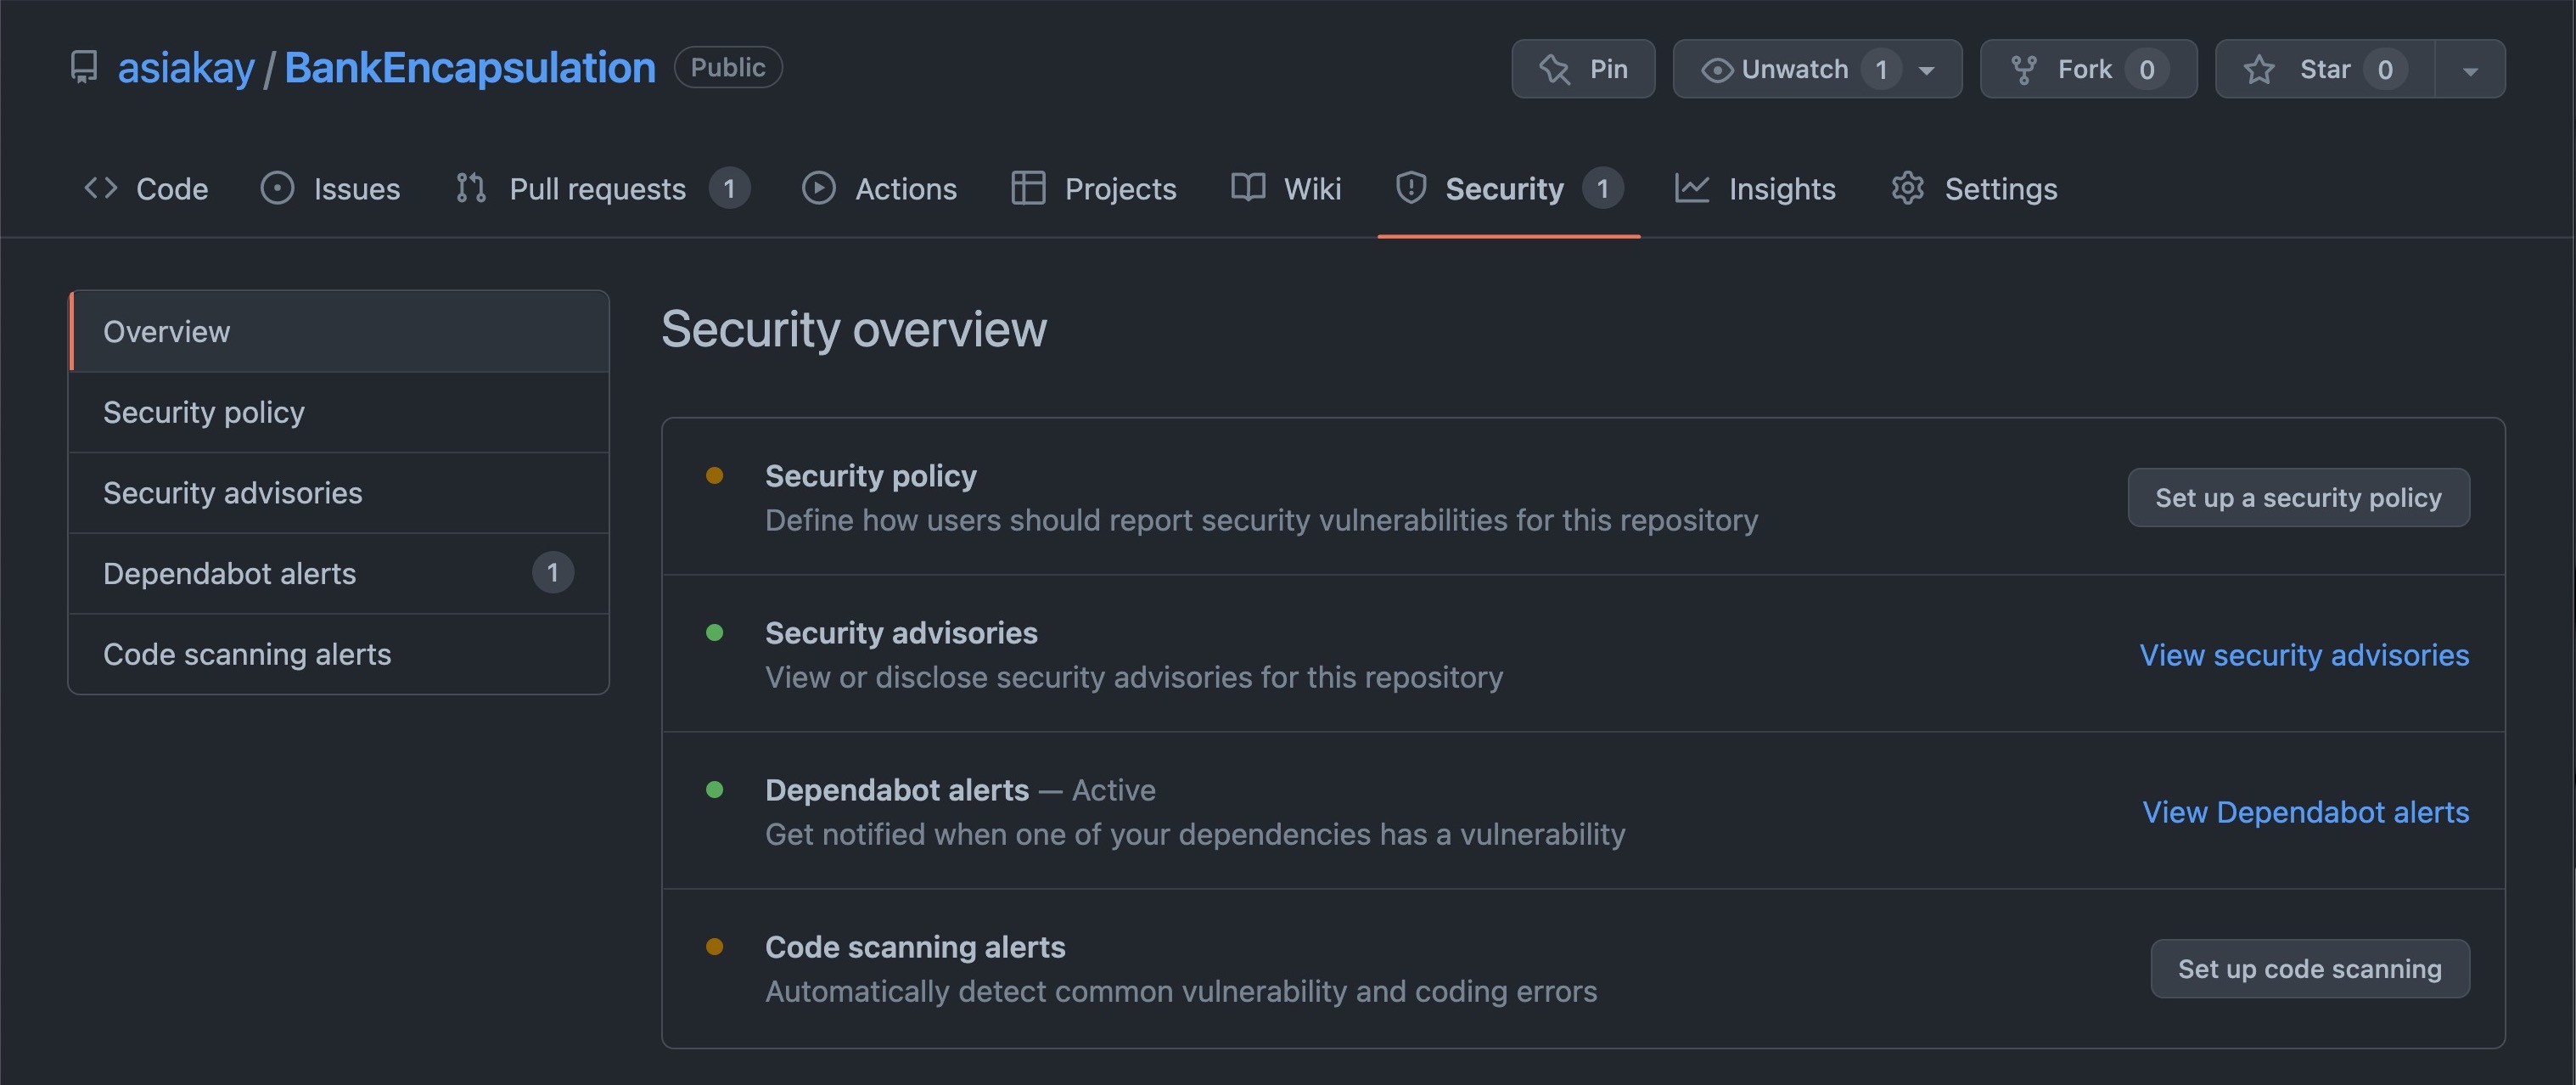 asiakay / BankEncapsulation Public Pin Unwatch 1 Fork 0 Star 0
Code Issues Pull requests 1 Actions Projects Wiki Security 1 Insights Settings
Overview
Security policy
Security advisories
Dependabot alerts 1
Code scanning alerts
Security overview
Security policy
Define how users should report security vulnerabilities for this repository
Set up a security policy
Security advisories
View or disclose security advisories for this repository
View security advisories
Dependabot alerts — Active
Get notified when one of your dependencies has a vulnerability
View Dependabot alerts
Code scanning alerts
Automatically detect common vulnerability and coding errors
Set up code scanning